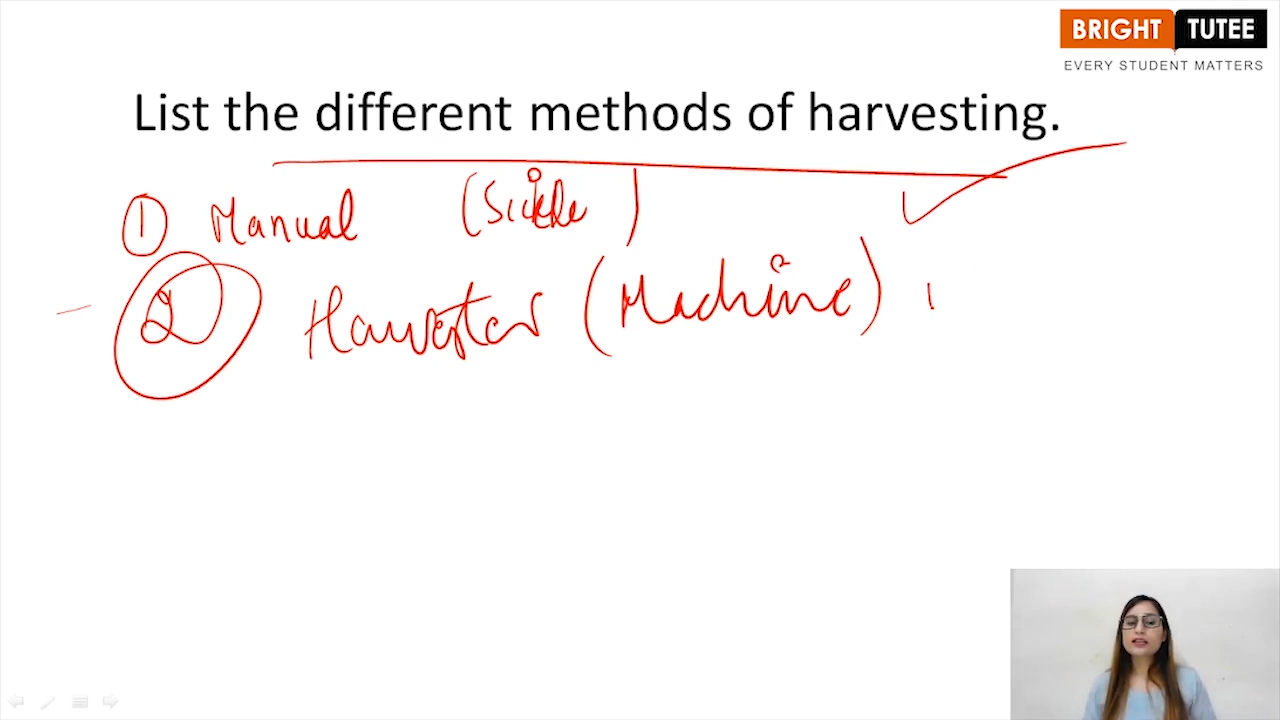 BRIGHT TUTEE
EVERY STUDENT MATTERS
List the different methods of harvesting.
1 Manual (Sickle)
2 Harvester (Machine)